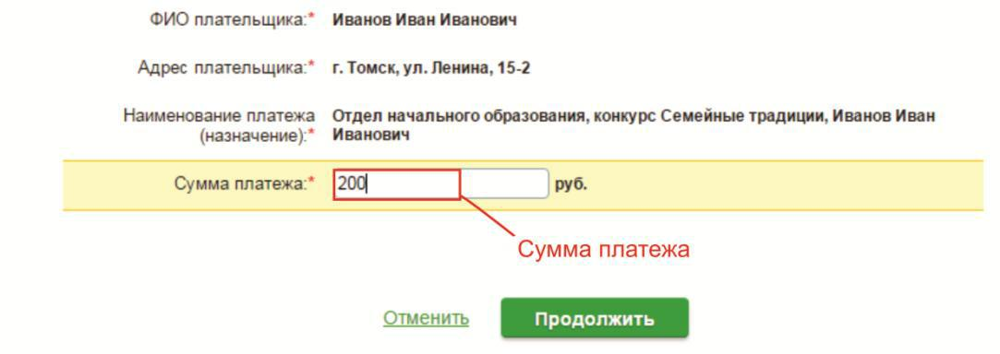 ФИО плательщика:* Иванов Иван Иванович
Адрес плательщика:* г. Томск, ул. Ленина, 15-2
Наименование платежа Отдел начального образования, конкурс Семейные традиции, Иванов Иван
(назначение):* Иванович
Сумма платежа:* 200 руб.
Сумма платежа
Отменить Продолжить